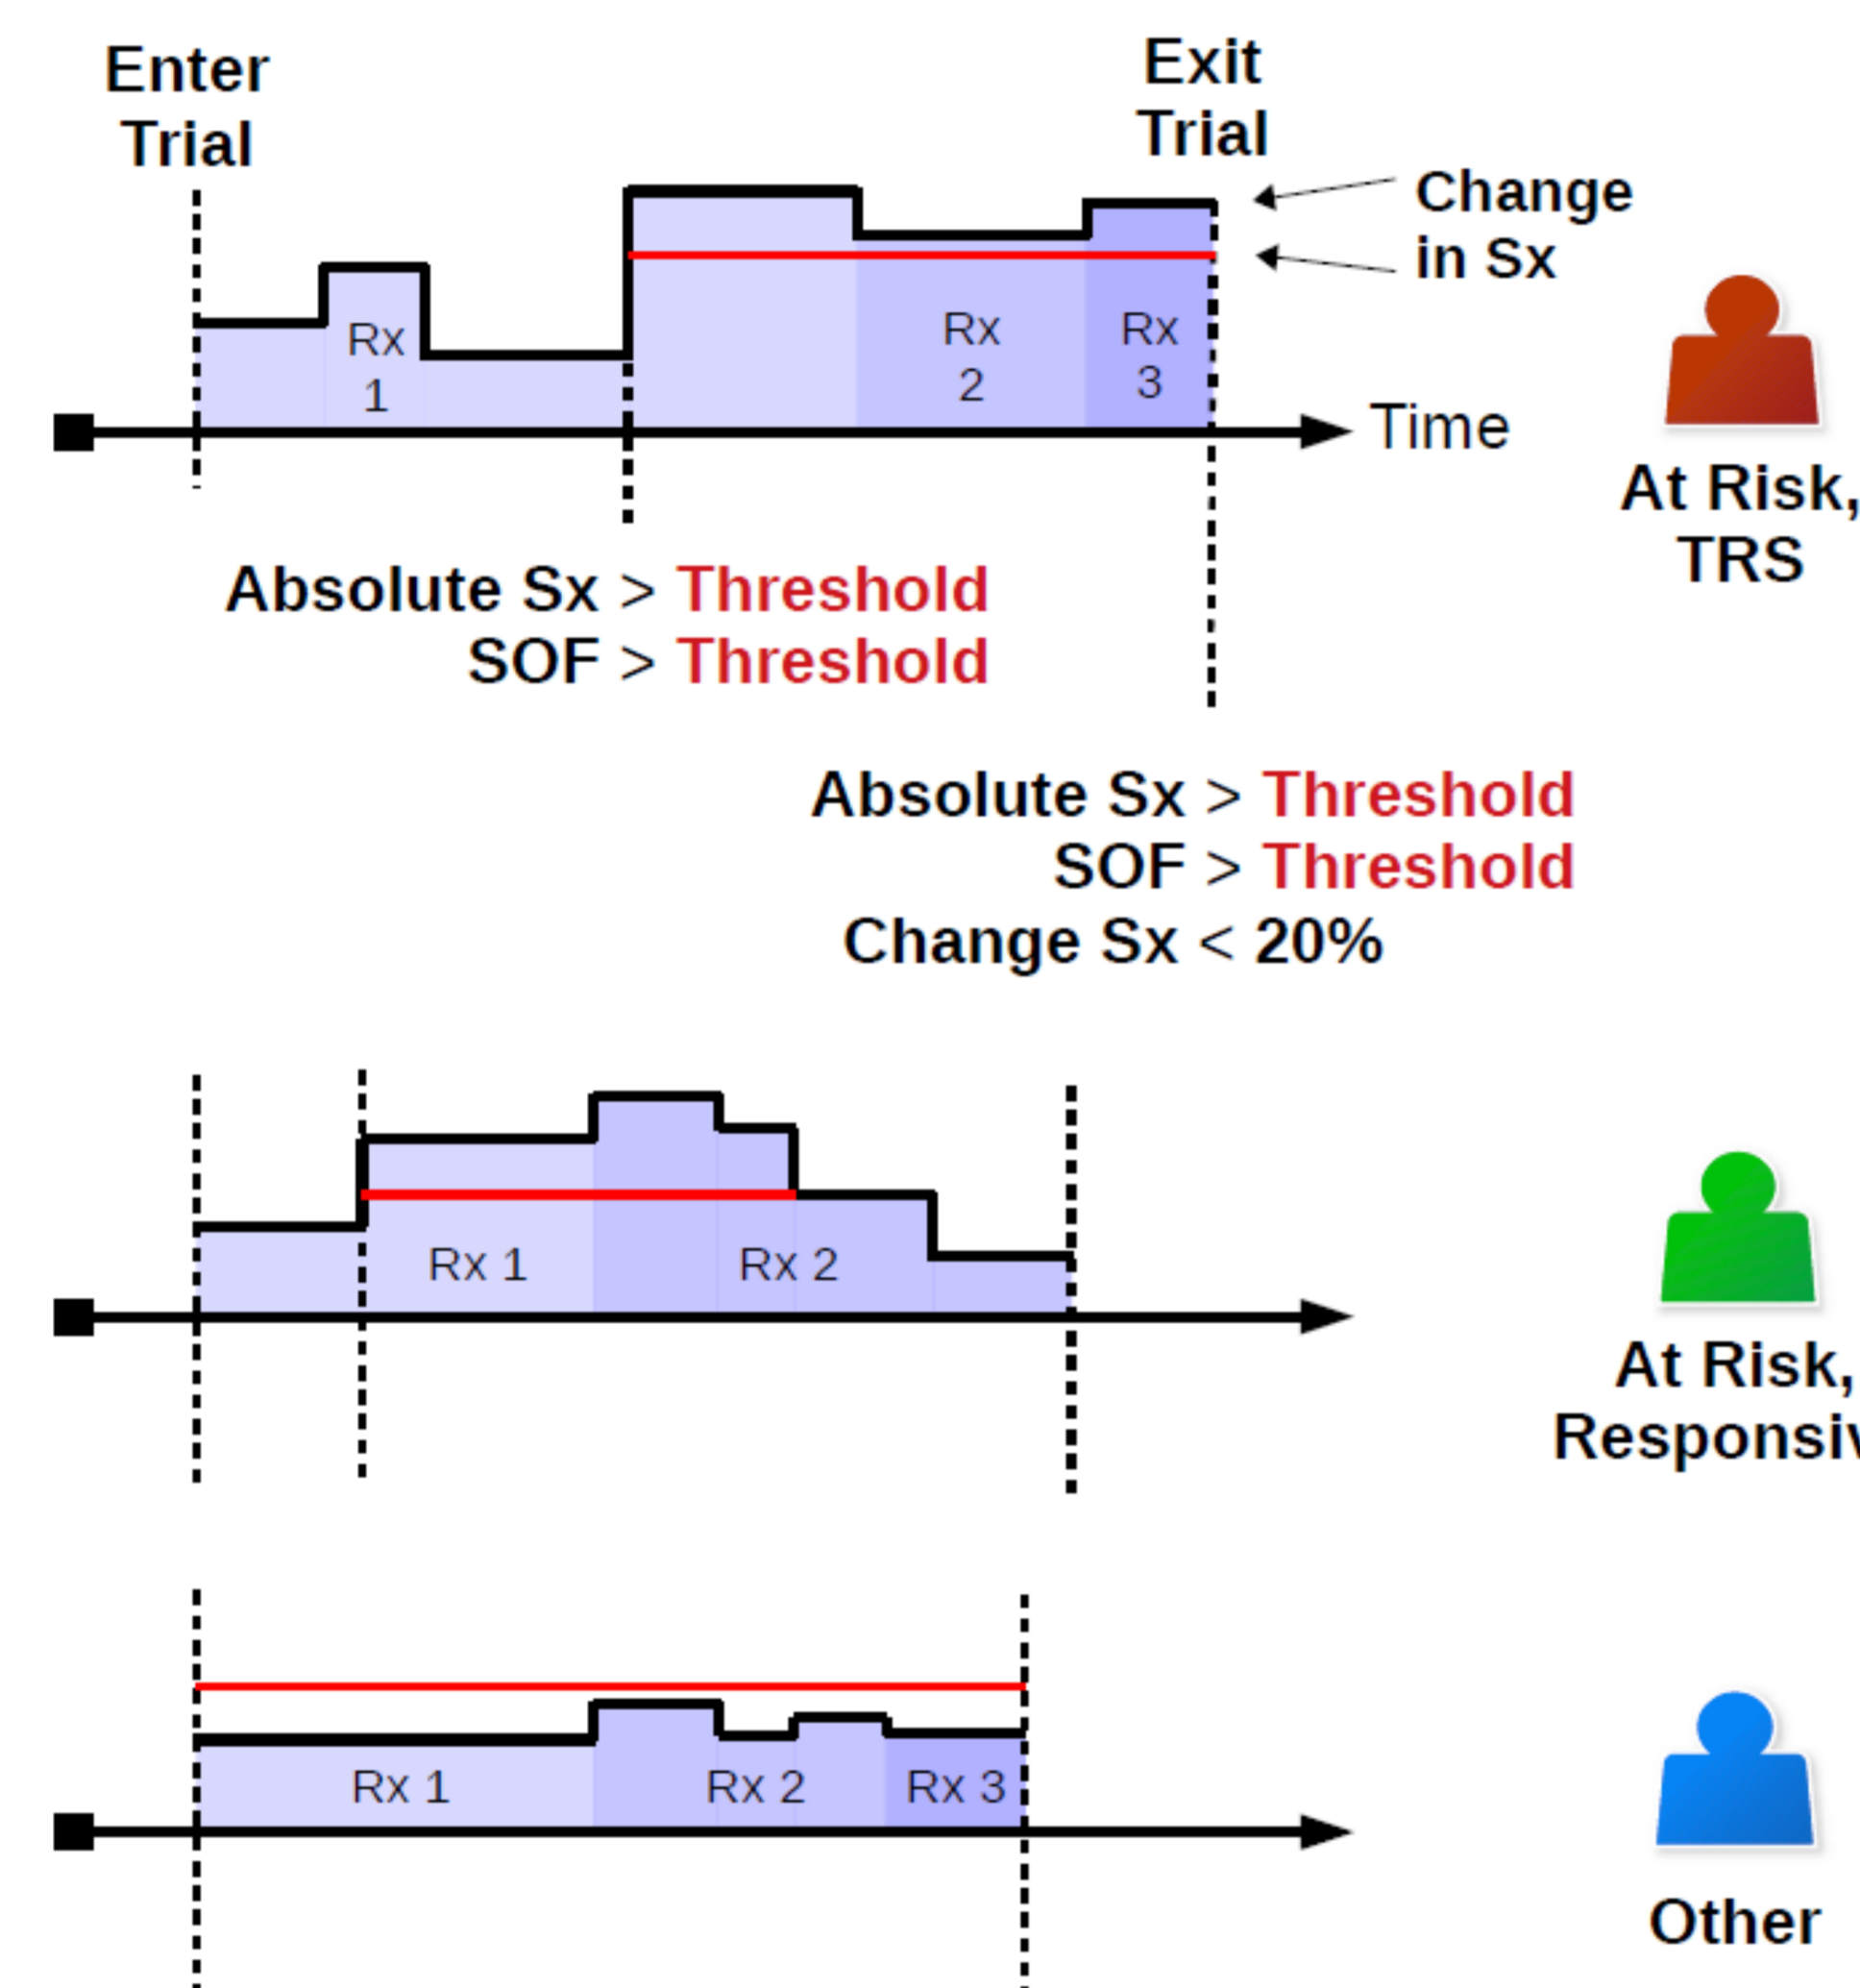 Enter
Trial
Exit
Trial
Change
in Sx
Rx
1
Rx
2
Rx
3
Time
At Risk,
TRS
Absolute Sx > Threshold
SOF > Threshold
Absolute Sx > Threshold
SOF > Threshold
Change Sx < 20%
Rx 1
Rx 2
At Risk,
Responsiv
Rx 1
Rx 2
Rx 3
Other